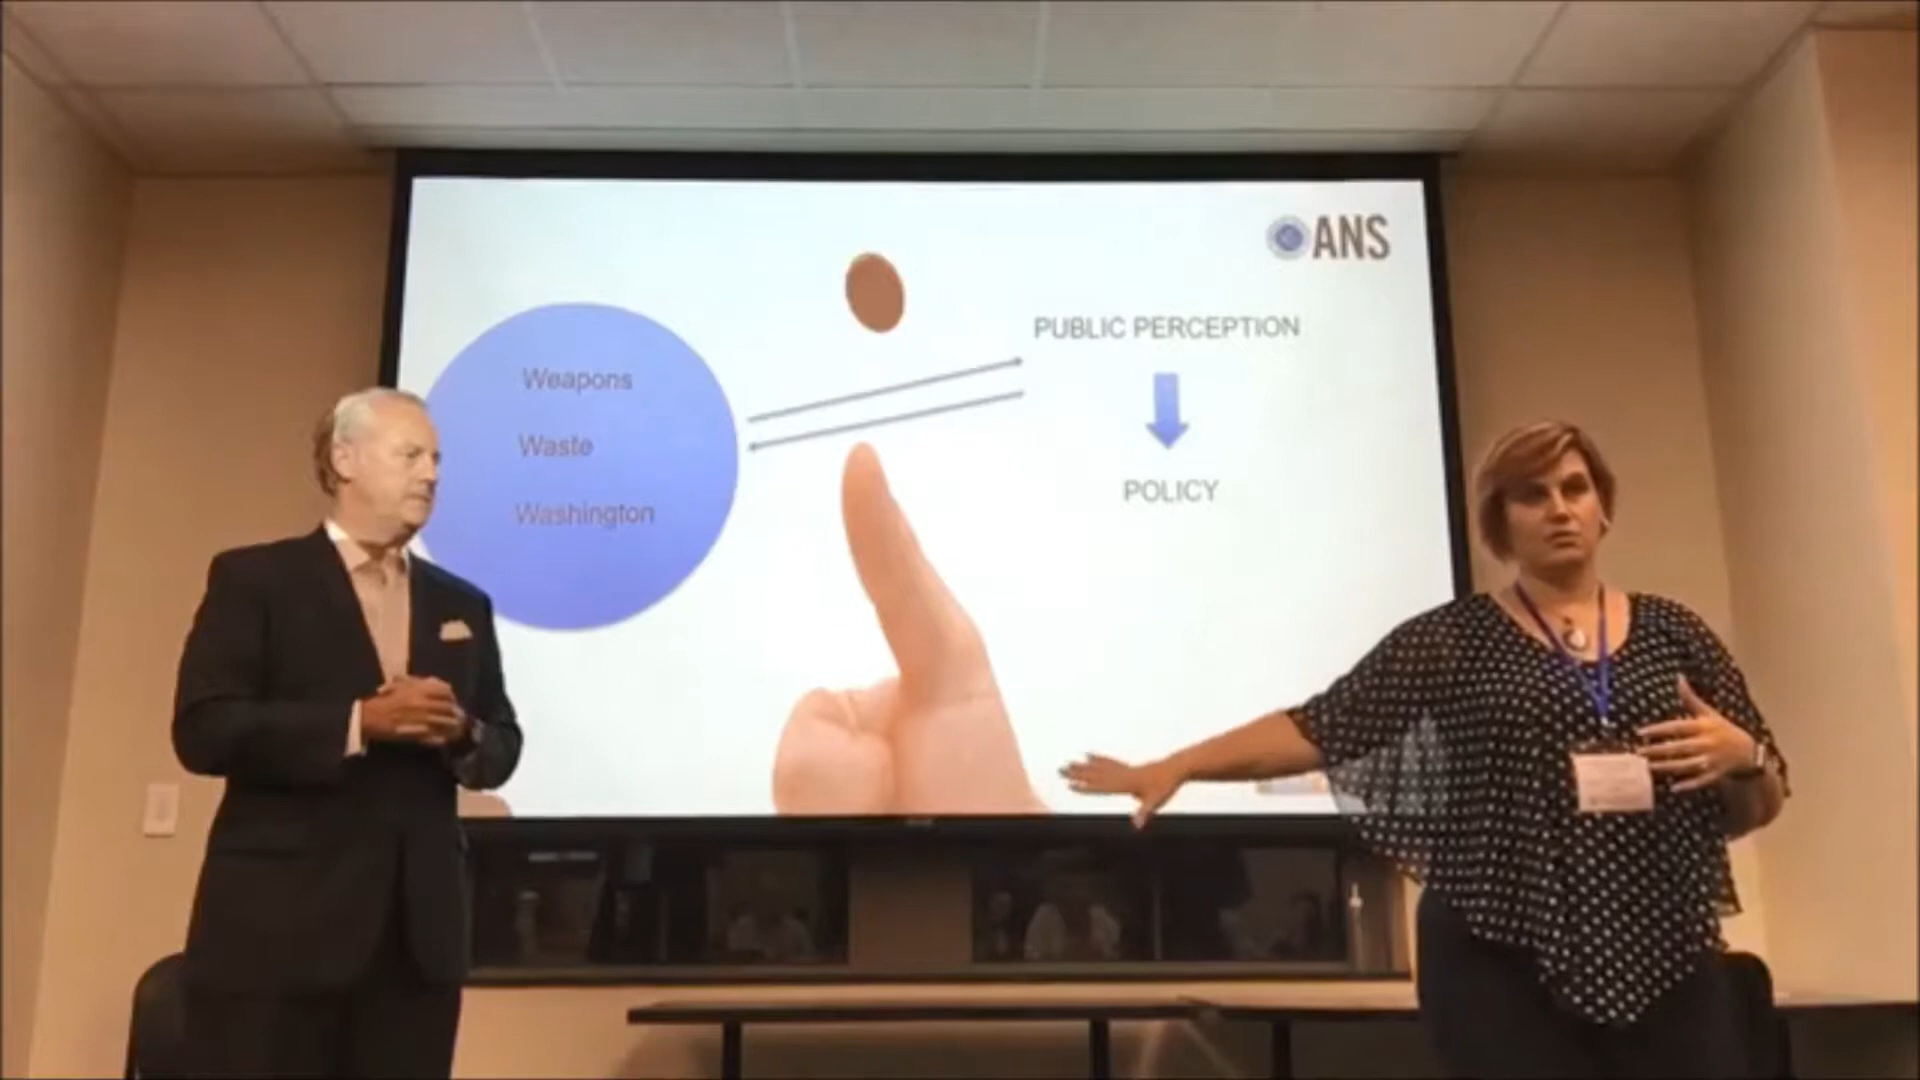 ANS
Weapons
Waste
Washington
PUBLIC PERCEPTION
POLICY